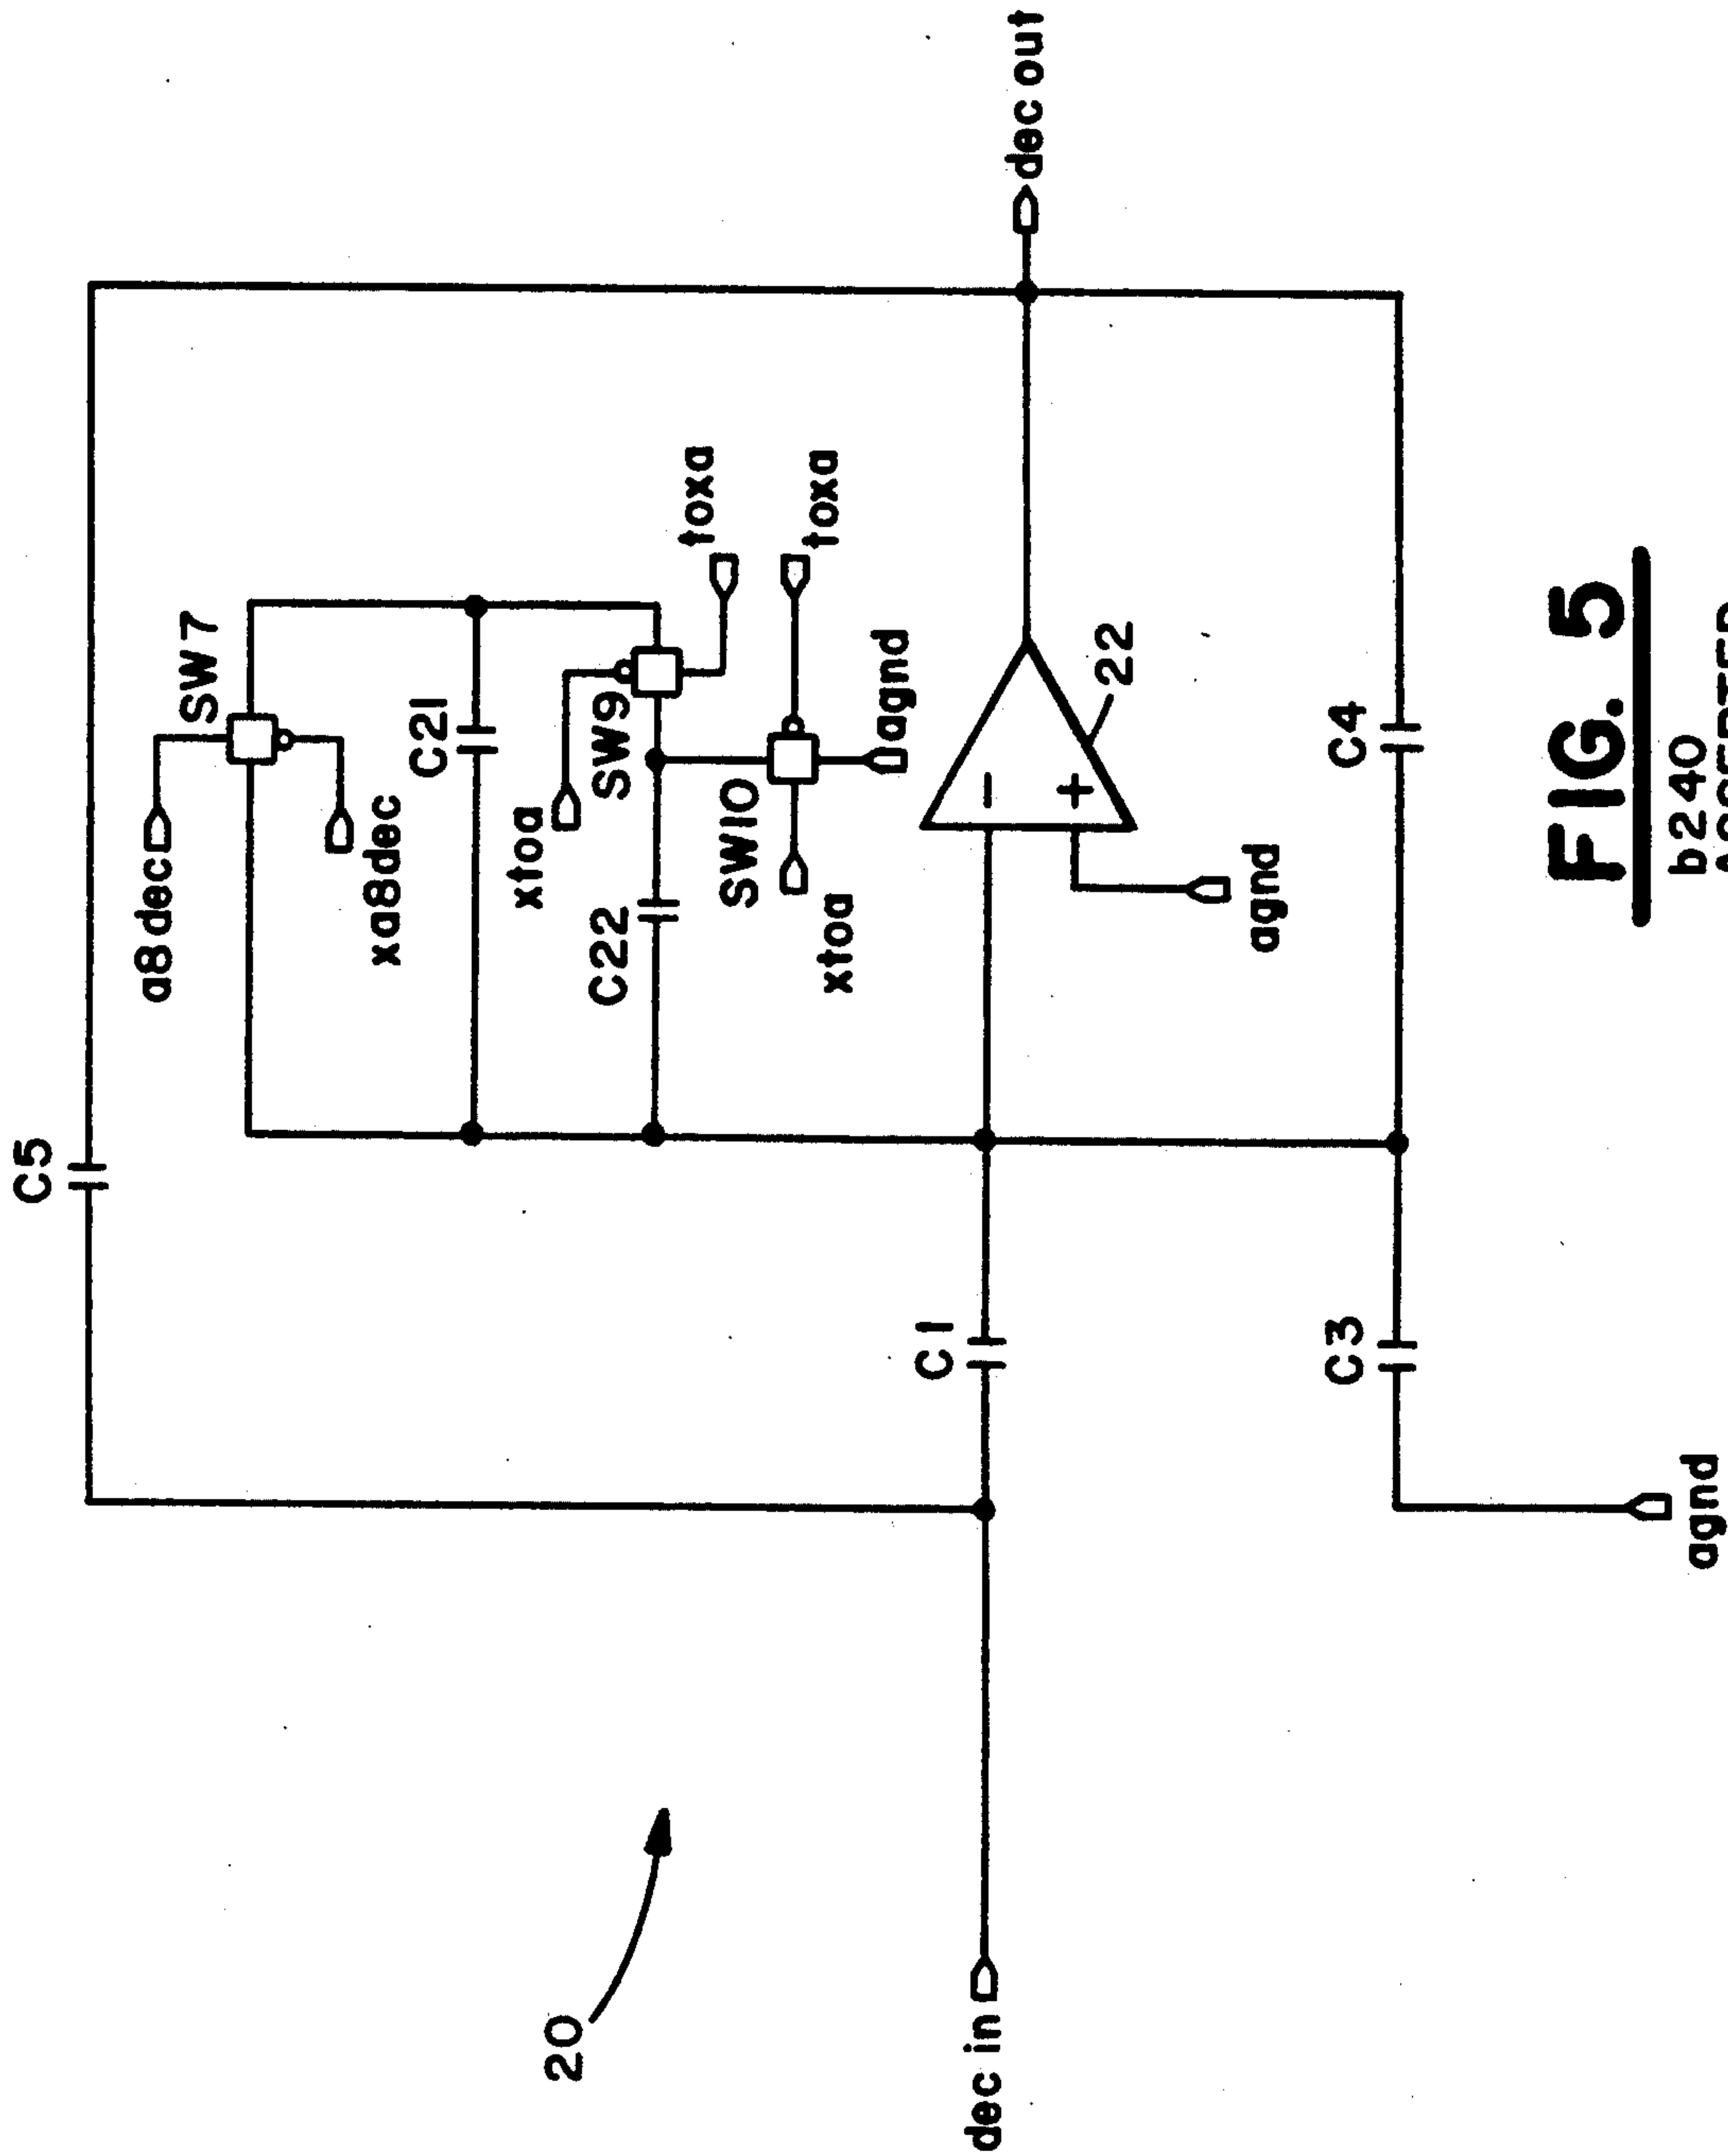 C5
a8dec
SW7
xa8dec
C21
xtoa
SW9
toxa
C22
SW10
toxa
xtoa
agnd
20
dec in
C1
22
dec out
agnd
C3
C4
agnd
FIG. 5
b240